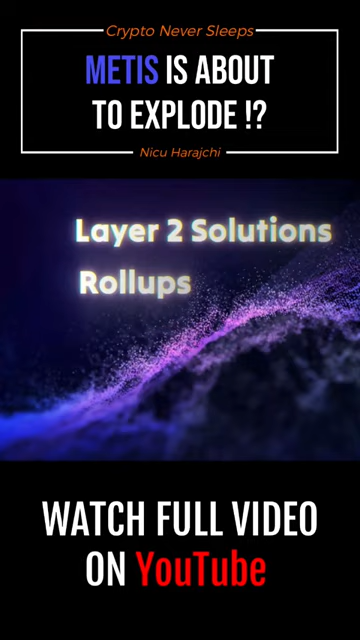 Crypto Never Sleeps
METIS IS ABOUT
TO EXPLODE !?
Nicu Harajchi
Layer 2 Solutions
Rollups
WATCH FULL VIDEO
ON YouTube